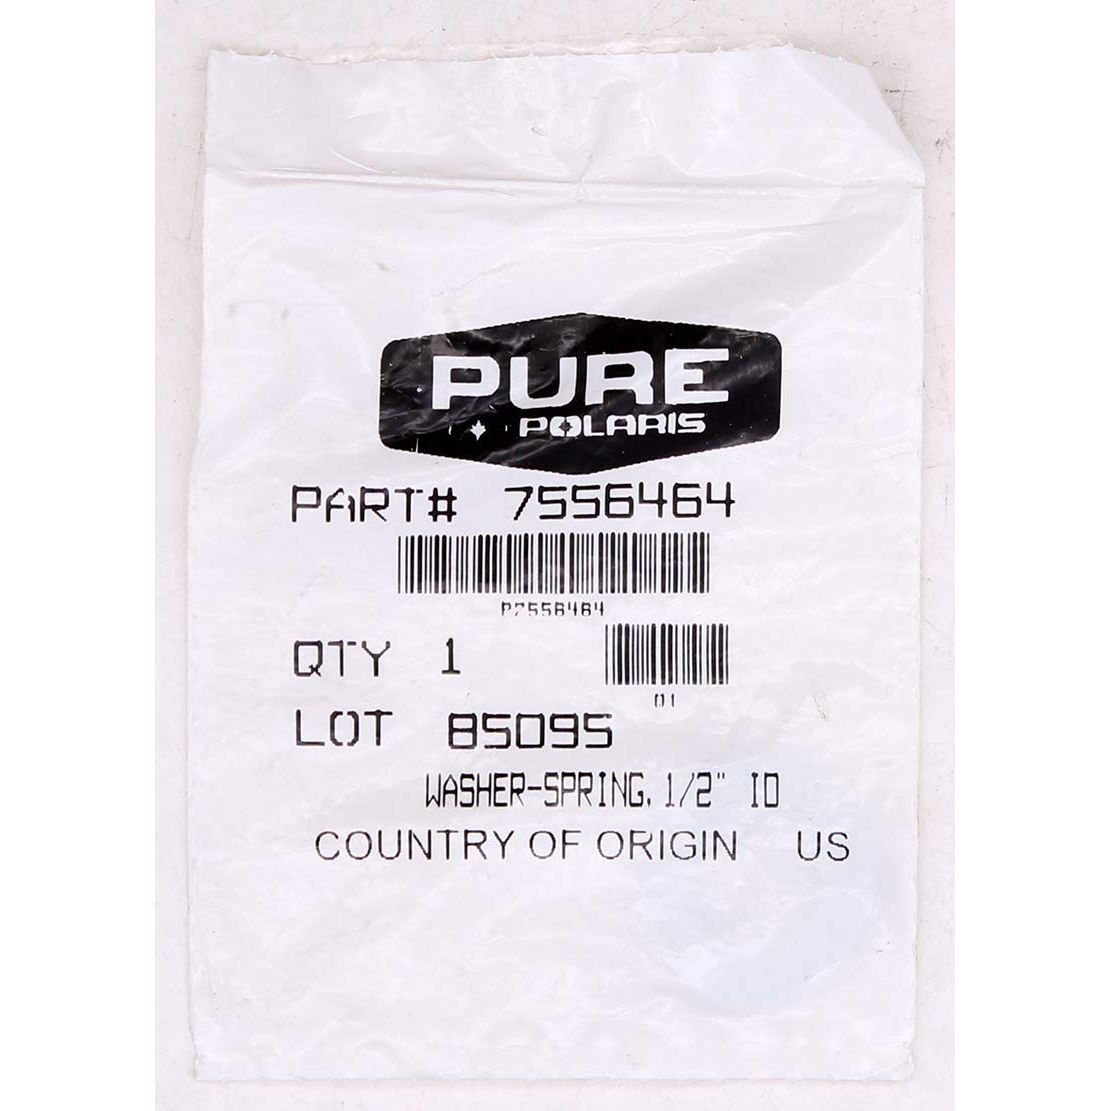 PURE
POLARIS
PART# 7556464
P7556464
QTY 1
01
LOT 85095
WASHER-SPRING, 1/2" ID
COUNTRY OF ORIGIN US